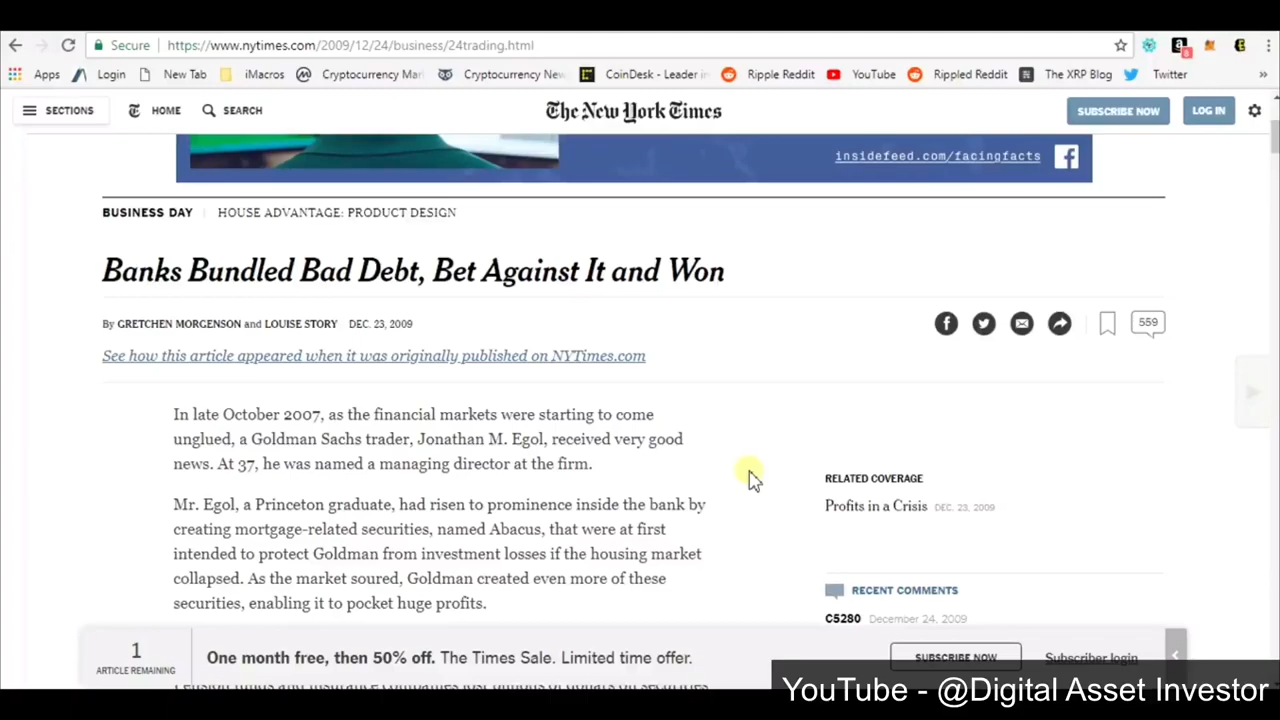 Secure https://www.nytimes.com/2009/12/24/business/24trading.html
8
Apps Login New Tab iMacros Cryptocurrency Mar Cryptocurrency New CoinDesk - Leader in Ripple Reddit YouTube Rippled Reddit The XRP Blog Twitter »
SECTIONS HOME SEARCH The New York Times SUBSCRIBE NOW LOG IN
insidefeed.com/facingfacts
BUSINESS DAY HOUSE ADVANTAGE: PRODUCT DESIGN
Banks Bundled Bad Debt, Bet Against It and Won
By GRETCHEN MORGENSON and LOUISE STORY DEC. 23, 2009
559
See how this article appeared when it was originally published on NYTimes.com
In late October 2007, as the financial markets were starting to come
unglued, a Goldman Sachs trader, Jonathan M. Egol, received very good
news. At 37, he was named a managing director at the firm.
Mr. Egol, a Princeton graduate, had risen to prominence inside the bank by
creating mortgage-related securities, named Abacus, that were at first
intended to protect Goldman from investment losses if the housing market
collapsed. As the market soured, Goldman created even more of these
securities, enabling it to pocket huge profits.
RELATED COVERAGE
Profits in a Crisis DEC. 23, 2009
RECENT COMMENTS
C5280 December 24, 2009
1
ARTICLE REMAINING
One month free, then 50% off. The Times Sale. Limited time offer.
SUBSCRIBE NOW Subscriber login
YouTube - @Digital Asset Investor